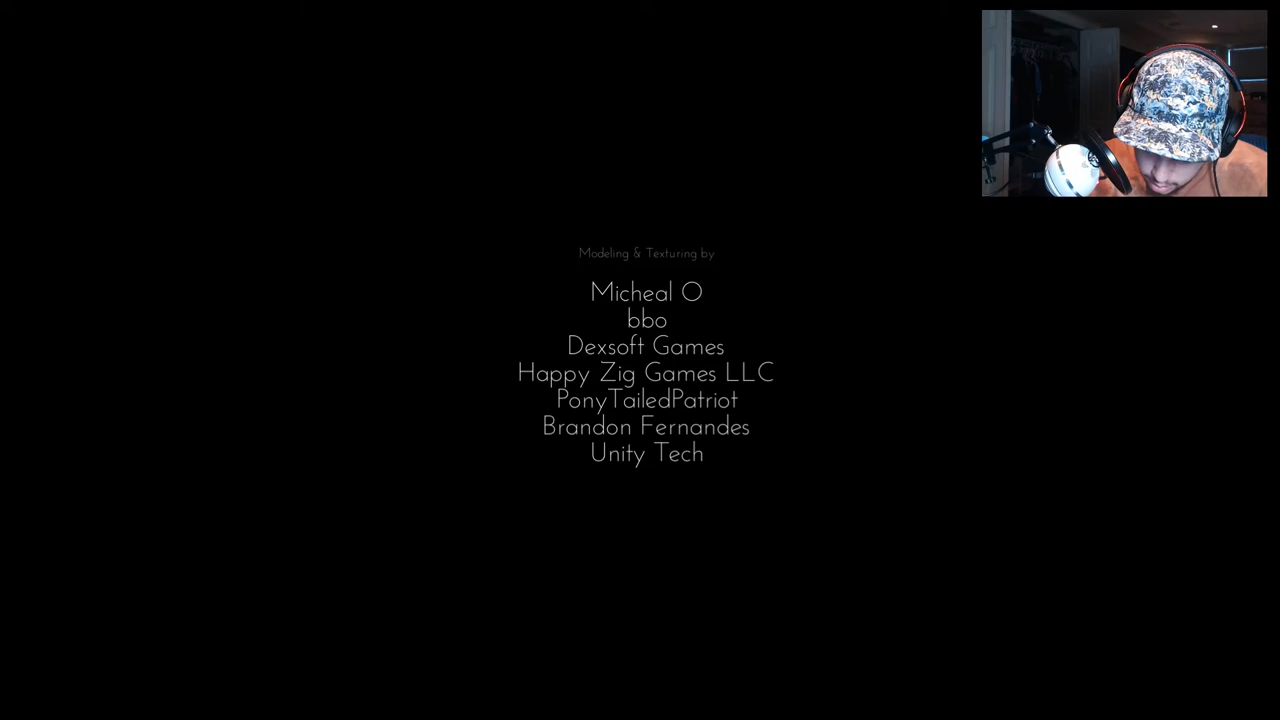 Modeling & Texturing by
Micheal O
bbo
Dexsoft Games
Happy Zig Games LLC
PonyTailedPatriot
Brandon Fernandes
Unity Tech